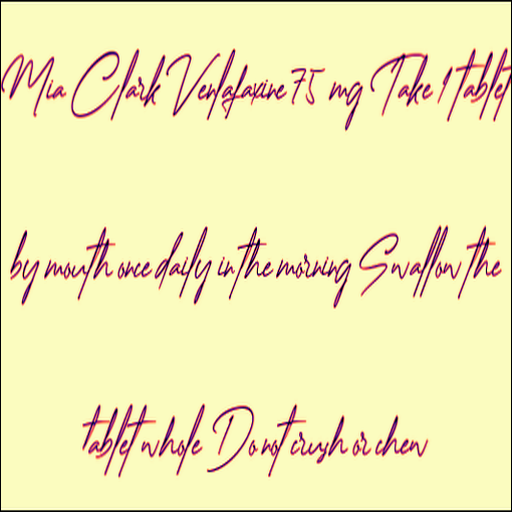 Mia Clark Venlafaxine 75 mg Take 1 tablet
by mouth once daily in the morning Swallow the
tablet whole Do not crush or chew